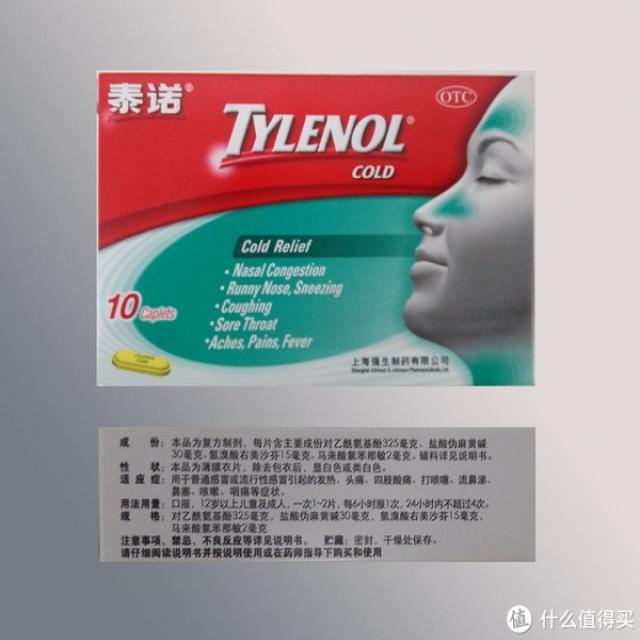 泰诺®
OTC
TYLENOL®
COLD
Cold Relief
• Nasal Congestion
• Runny Nose, Sneezing
• Coughing
• Sore Throat
• Aches, Pains, Fever
10 Caplets
TYLENOL
COLD
上海强生制药有限公司
Shanghai Johnson & Johnson Pharmaceuticals, Ltd.
成 份：本品为复方制剂，每片含主要成份对乙酰氨基酚325毫克、盐酸伪麻黄碱
30毫克、氢溴酸右美沙芬15毫克、马来酸氯苯那敏2毫克。辅料详见说明书。
性 状：本品为薄膜衣片，除去包衣后，显白色或类白色。
适 应 症：用于普通感冒或流行性感冒引起的发热、头痛、四肢酸痛、打喷嚏、流鼻涕、
鼻塞、咳嗽、咽痛等症状。
用法用量：口服，12岁以上儿童及成人，一次1~2片，每6小时服1次，24小时内不超过4次。
规 格：对乙酰氨基酚325毫克，盐酸伪麻黄碱30毫克，氢溴酸右美沙芬15毫克，
马来酸氯苯那敏2毫克
注意事项、禁忌、不良反应等详见说明书。 贮藏：密封，干燥处保存。
请仔细阅读说明书并按说明使用或在药师指导下购买和使用
值 什么值得买